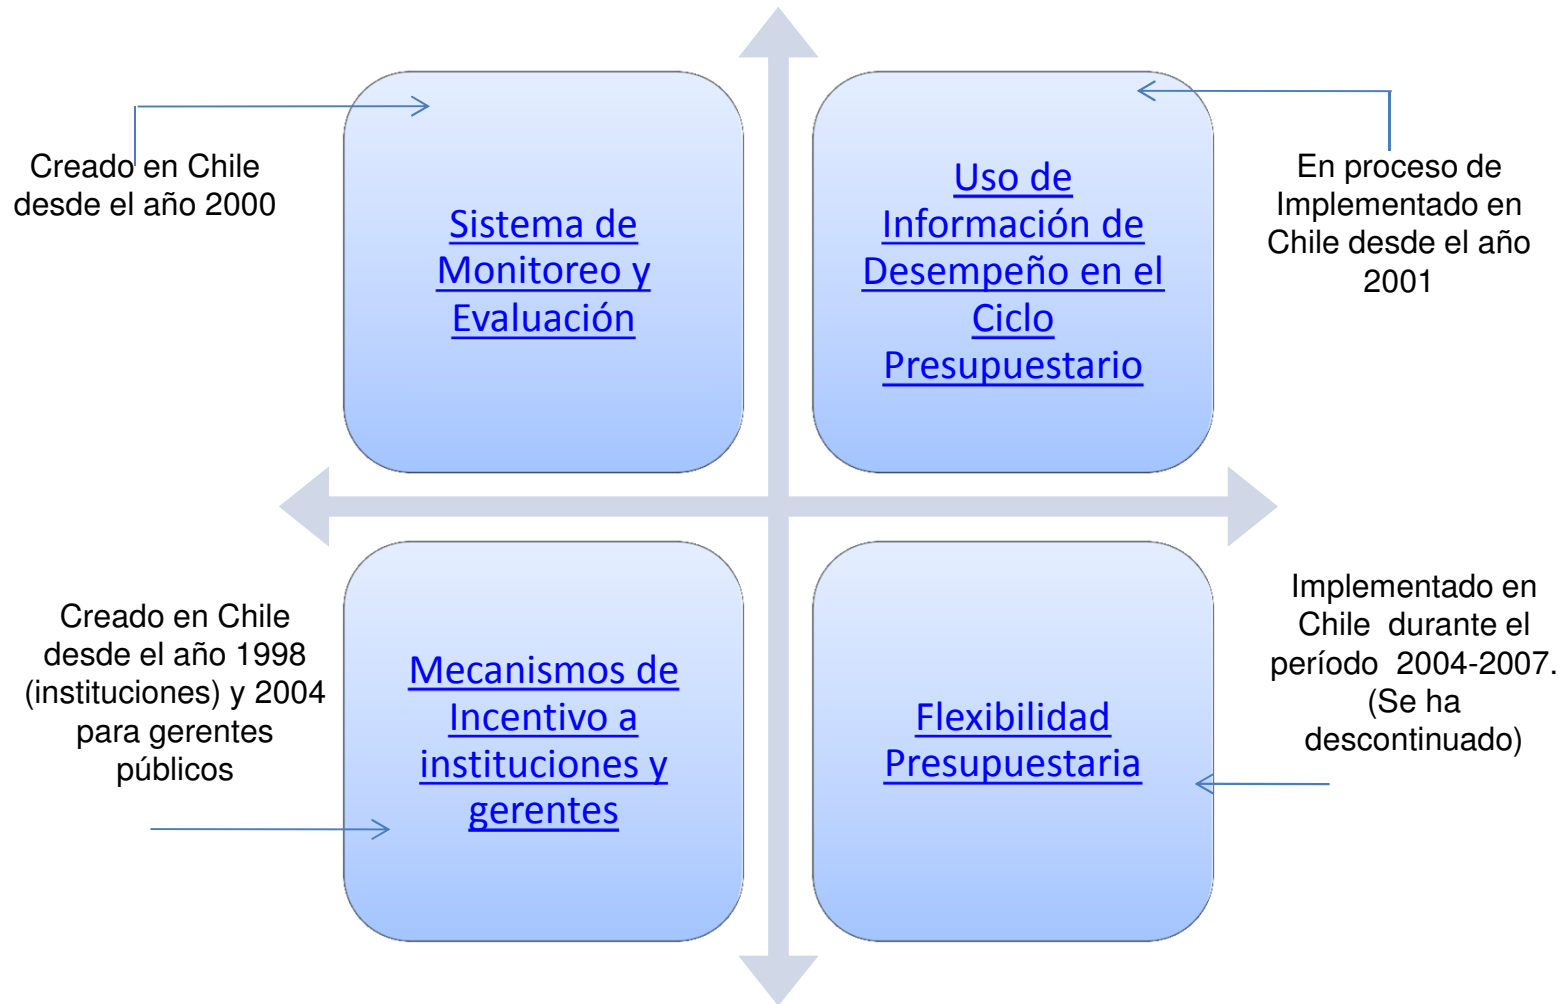 Creado en Chile
desde el año 2000
Sistema de
Monitoreo y
Evaluación
Uso de
Información de
Desempeño en el
Ciclo
Presupuestario
En proceso de
Implementado en
Chile desde el año
2001
Creado en Chile
desde el año 1998
(instituciones) y 2004
para gerentes
públicos
Mecanismos de
Incentivo a
instituciones y
gerentes
Flexibilidad
Presupuestaria
Implementado en
Chile durante el
período 2004-2007.
(Se ha
descontinuado)